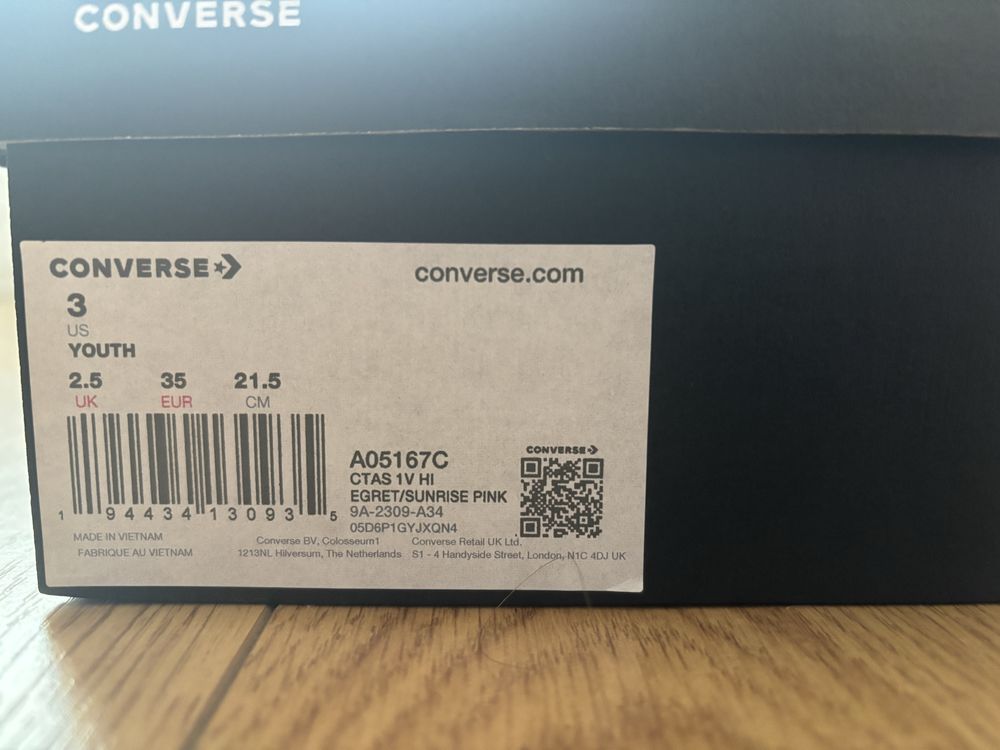 CONVERSE
CONVERSE
converse.com
3
US
YOUTH
2.5 35 21.5
UK EUR CM
1 94434 13093 5
A05167C
CTAS 1V HI
EGRET/SUNRISE PINK
9A-2309-A34
05D6P1GYJXQN4
CONVERSE
MADE IN VIETNAM
FABRIQUE AU VIETNAM
Converse BV, Colosseum1
1213NL Hilversum, The Netherlands
Converse Retail UK Ltd.
S1 - 4 Handyside Street, London, N1C 4DJ UK